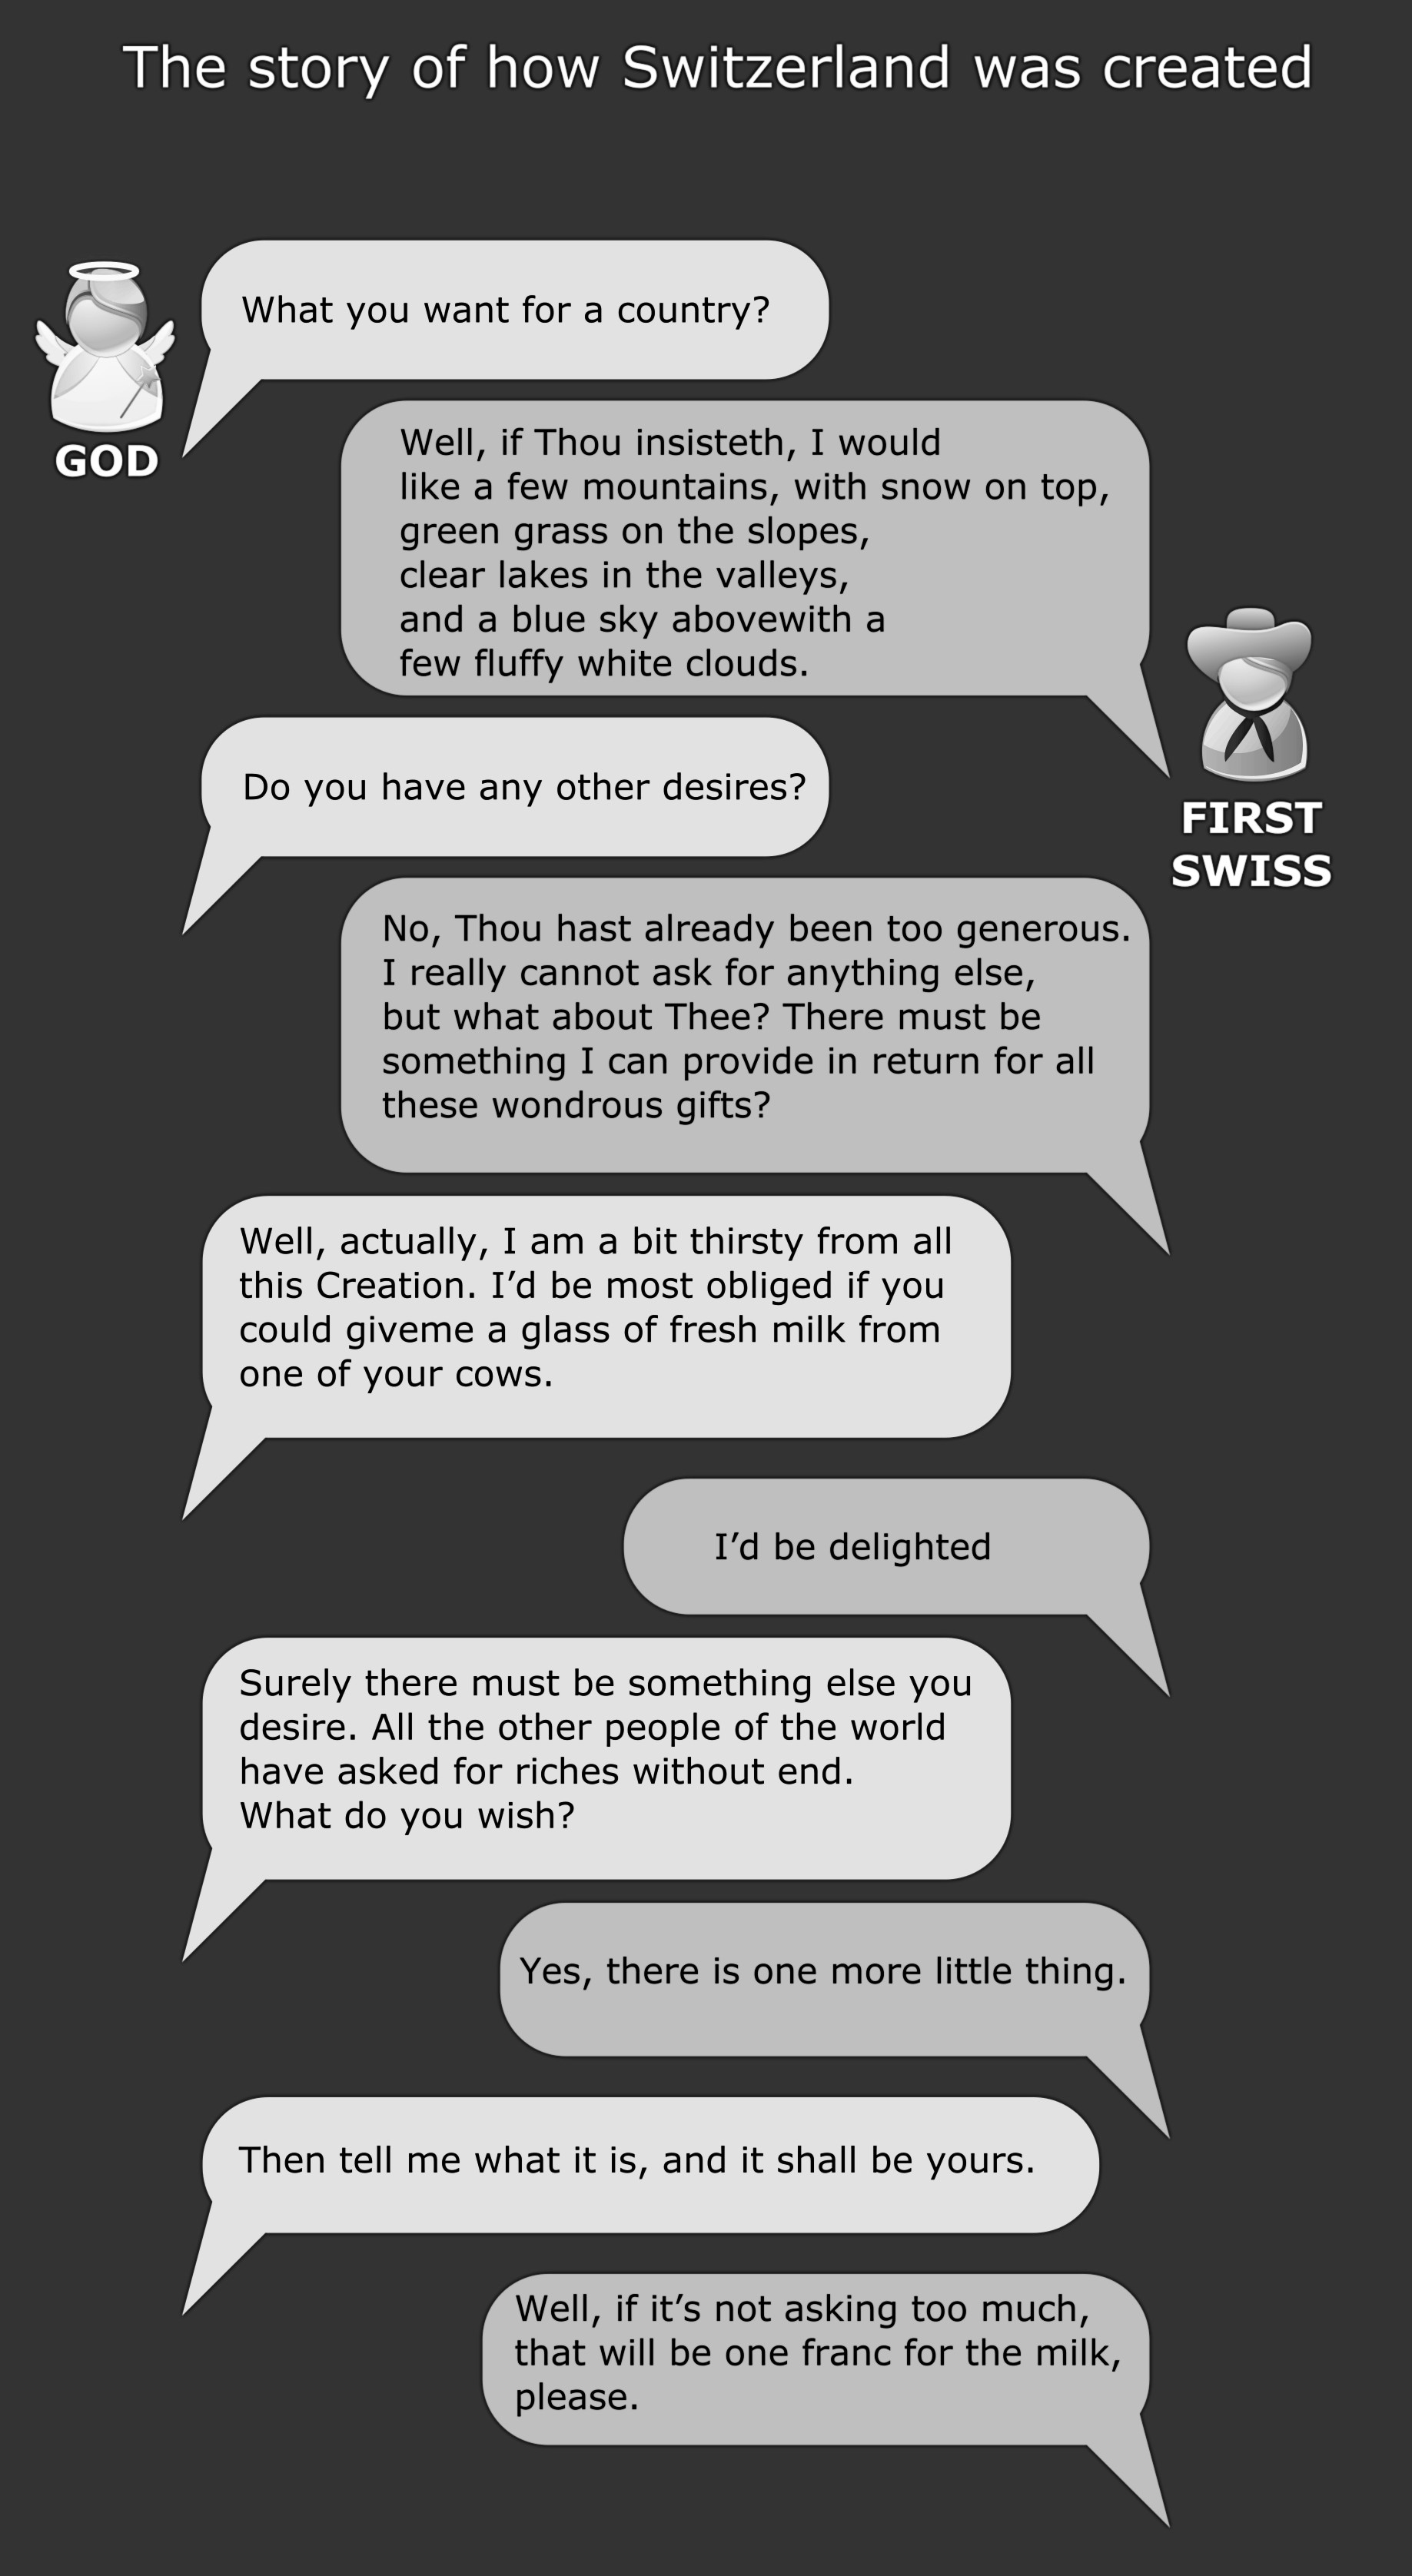 The story of how Switzerland was created
What you want for a country?
GOD
Well, if Thou insisteth, I would
like a few mountains, with snow on top,
green grass on the slopes,
clear lakes in the valleys,
and a blue sky abovewith a
few fluffy white clouds.
FIRST
SWISS
Do you have any other desires?
No, Thou hast already been too generous.
I really cannot ask for anything else,
but what about Thee? There must be
something I can provide in return for all
these wondrous gifts?
Well, actually, I am a bit thirsty from all
this Creation. I’d be most obliged if you
could giveme a glass of fresh milk from
one of your cows.
I’d be delighted
Surely there must be something else you
desire. All the other people of the world
have asked for riches without end.
What do you wish?
Yes, there is one more little thing.
Then tell me what it is, and it shall be yours.
Well, if it’s not asking too much,
that will be one franc for the milk,
please.